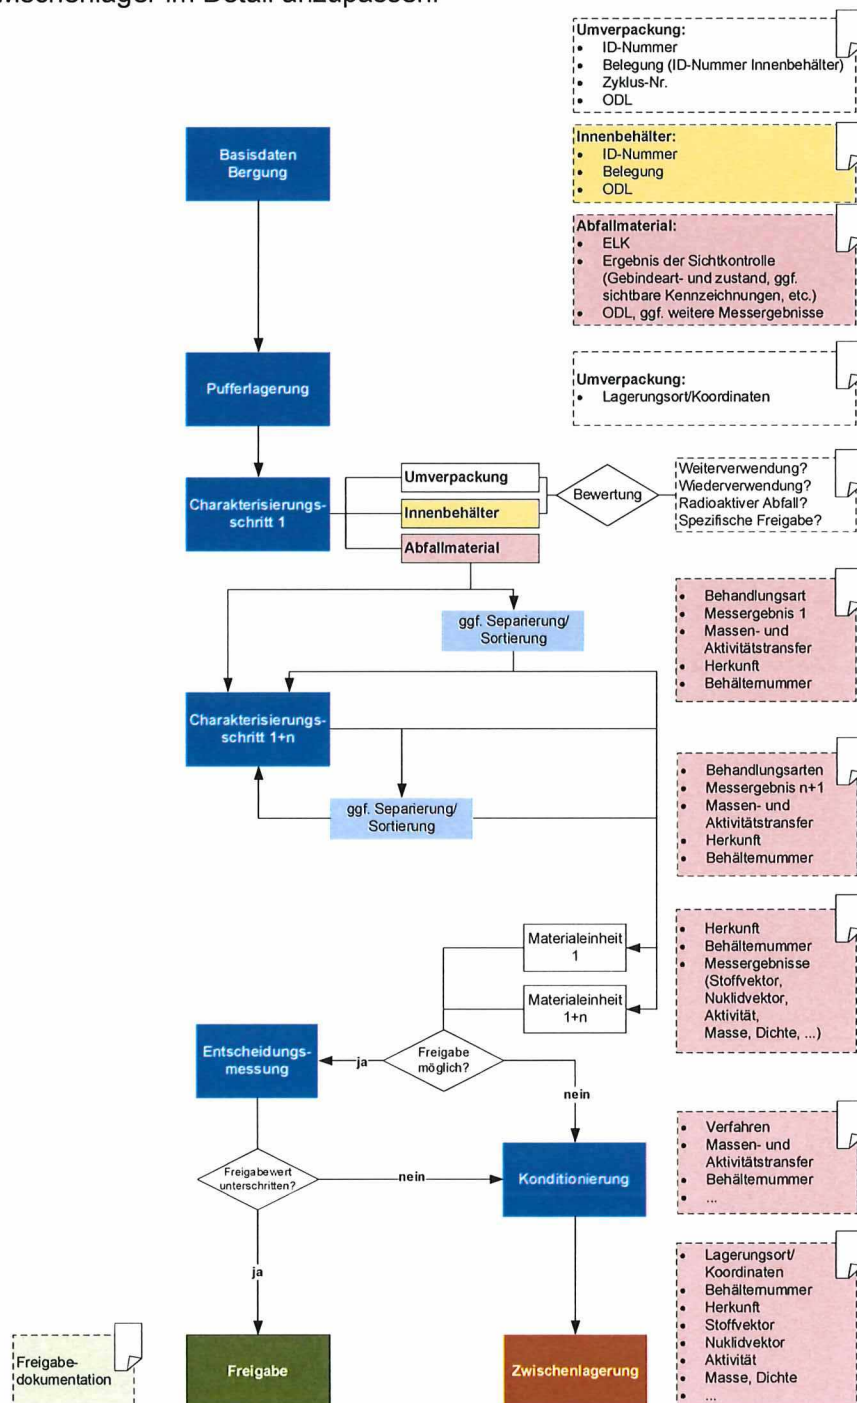 wischenlager im Detail anzupassen.
Umverpackung:
• ID-Nummer
• Belegung (ID-Nummer Innenbehälter)
• Zyklus-Nr.
• ODL
Basisdaten
Bergung
Innenbehälter:
• ID-Nummer
• Belegung
• ODL
Abfallmaterial:
• ELK
• Ergebnis der Sichtkontrolle
(Gebindeart- und zustand, ggf.
sichtbare Kennzeichnungen, etc.)
• ODL, ggf. weitere Messergebnisse
Pufferlagerung
Umverpackung:
• Lagerungsort/Koordinaten
Charakterisierungs-
schritt 1
Umverpackung
Innenbehälter
Abfallmaterial
Bewertung
Weiterverwendung?
Wiederverwendung?
Radioaktiver Abfall?
Spezifische Freigabe?
ggf. Separierung/
Sortierung
• Behandlungsart
• Messergebnis 1
• Massen- und
Aktivitätstransfer
• Herkunft
• Behälternummer
Charakterisierungs-
schritt 1+n
ggf. Separierung/
Sortierung
• Behandlungsarten
• Messergebnis n+1
• Massen- und
Aktivitätstransfer
• Herkunft
• Behälternummer
Materialeinheit
1
Materialeinheit
1+n
• Herkunft
• Behälternummer
• Messergebnisse
(Stoffvektor,
Nuklidvektor,
Aktivität,
Masse, Dichte, ...)
Entscheidungs-
messung
ja
Freigabe
möglich?
nein
Freigabewert
unterschritten?
nein
Konditionierung
• Verfahren
• Massen- und
Aktivitätstransfer
• Behälternummer
• ...
ja
• Lagerungsort/
Koordinaten
• Behälternummer
• Herkunft
• Stoffvektor
• Nuklidvektor
• Aktivität
• Masse, Dichte
• ...
Freigabe-
dokumentation
Freigabe
Zwischenlagerung